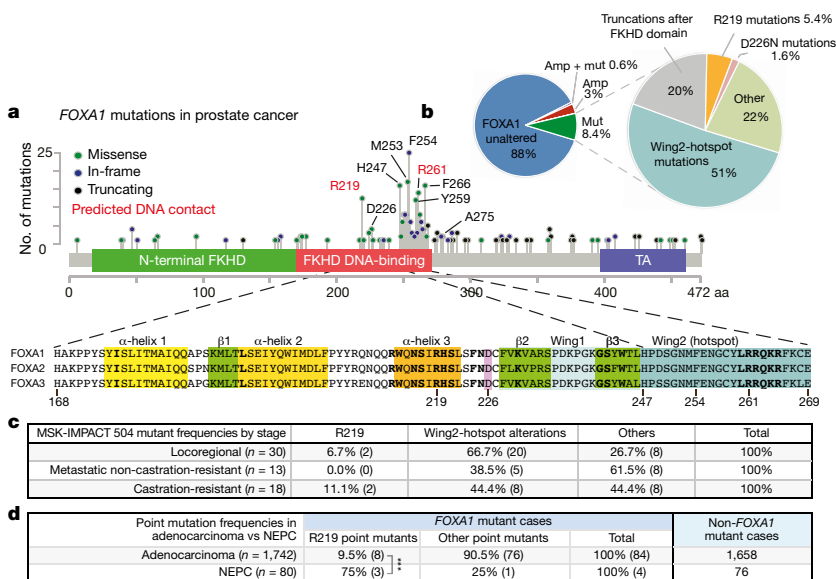 a
FOXA1 mutations in prostate cancer
Missense
In-frame
Truncating
Predicted DNA contact
No. of mutations
25
0
R219
D226
H247
M253
F254
R261
F266
Y259
A275
N-terminal FKHD
FKHD DNA-binding
TA
0 100 200 300 400 472 aa
b
FOXA1 unaltered
88%
Amp + mut 0.6%
Amp
3%
Mut
8.4%
Truncations after
FKHD domain
20%
R219 mutations 5.4%
D226N mutations
1.6%
Other
22%
Wing2-hotspot
mutations 51%
α-helix 1 β1 α-helix 2 α-helix 3 β2 Wing1 β3 Wing2 (hotspot)
FOXA1 HAKPPYSYISLITMAIQQAPSKMLTLSEIYQWIMDLFPYYRQNQQRWQNSIRHSLSFNDCFVKVARSPDKPGKGSYWTLHPDSGNMFENGCYLRRQKRFKCE
FOXA2 HAKPPYSYISLITMAIQQSPNKMLTLSEIYQWIMDLFPFYRQNQQRWQNSIRHSLSFNDCFLKVPRSPDKPGKGSFWTLHPDSGNMFENGCYLRRQKRFKCE
FOXA3 HAKPPYSYISLITMAIQQAPGKMLTLSEIYQWIMDLFPYYRENQQRWQNSIRHSLSFNDCFVKVARSPDKPGKGSYWALHPSSGNMFENGCYLRRQKRFKLE
168 219 226 247 254 261 269
c
MSK-IMPACT 504 mutant frequencies by stage R219 Wing2-hotspot alterations Others Total
Locoregional (n = 30) 6.7% (2) 66.7% (20) 26.7% (8) 100%
Metastatic non-castration-resistant (n = 13) 0.0% (0) 38.5% (5) 61.5% (8) 100%
Castration-resistant (n = 18) 11.1% (2) 44.4% (8) 44.4% (8) 100%
d
Point mutation frequencies in
adenocarcinoma vs NEPC
FOXA1 mutant cases
Non-FOXA1
mutant cases
R219 point mutants Other point mutants Total
Adenocarcinoma (n = 1,742) 9.5% (8) 90.5% (76) 100% (84) 1,658
***
NEPC (n = 80) 75% (3) 25% (1) 100% (4) 76